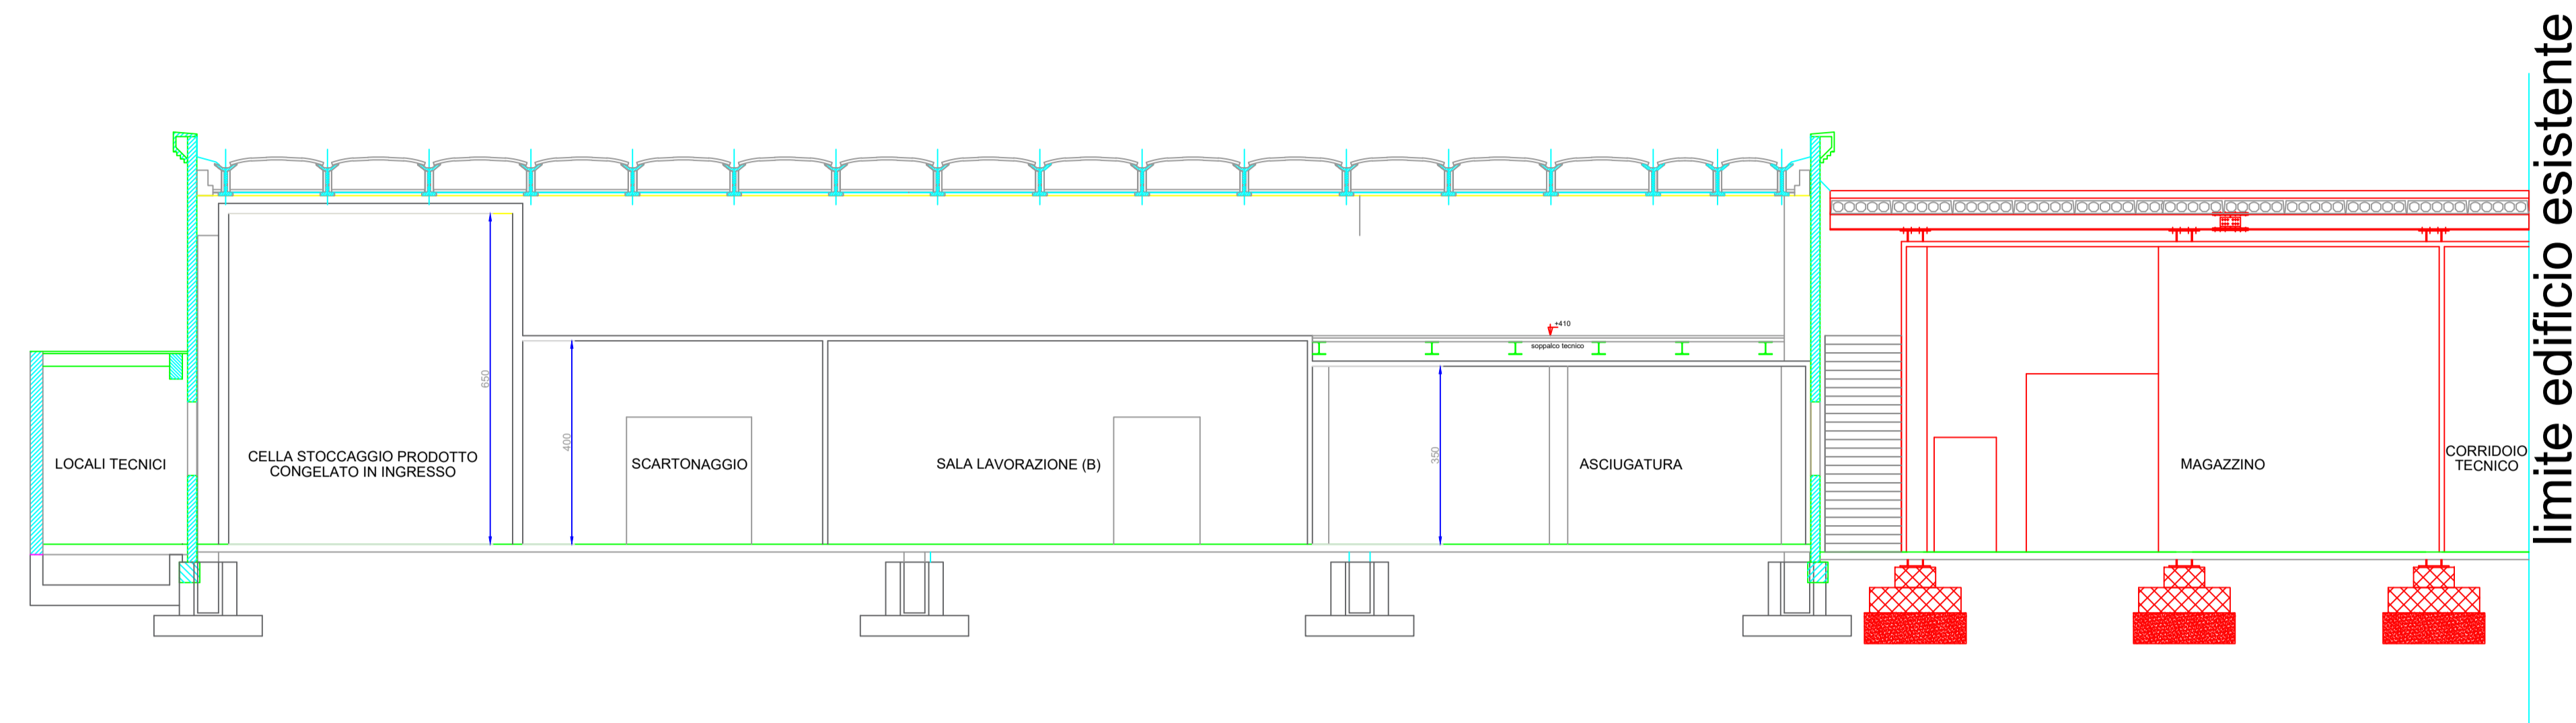 limite edificio esistente
+410
soppalco tecnico
650
400
350
LOCALI TECNICI
CELLA STOCCAGGIO PRODOTTO
CONGELATO IN INGRESSO
SCARTONAGGIO
SALA LAVORAZIONE (B)
ASCIUGATURA
MAGAZZINO
CORRIDOIO
TECNICO